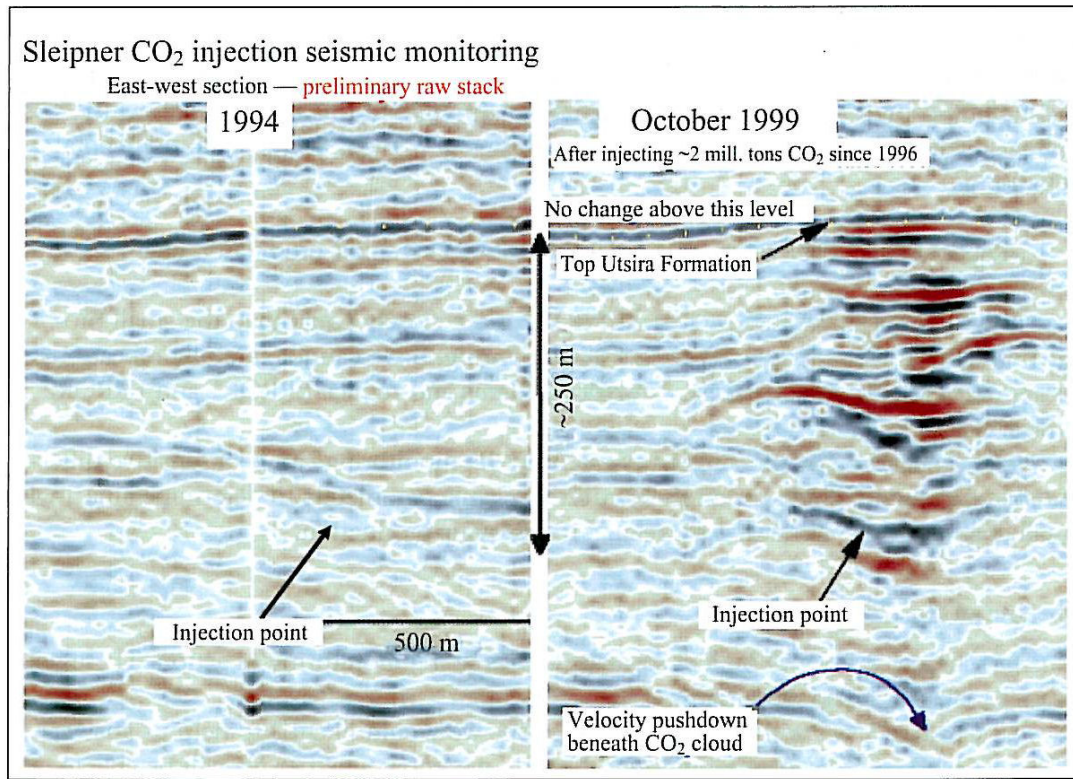 Sleipner CO₂ injection seismic monitoring
East-west section — preliminary raw stack
1994
October 1999
After injecting ~2 mill. tons CO₂ since 1996
No change above this level
Top Utsira Formation
~250 m
Injection point
500 m
Injection point
Velocity pushdown
beneath CO₂ cloud